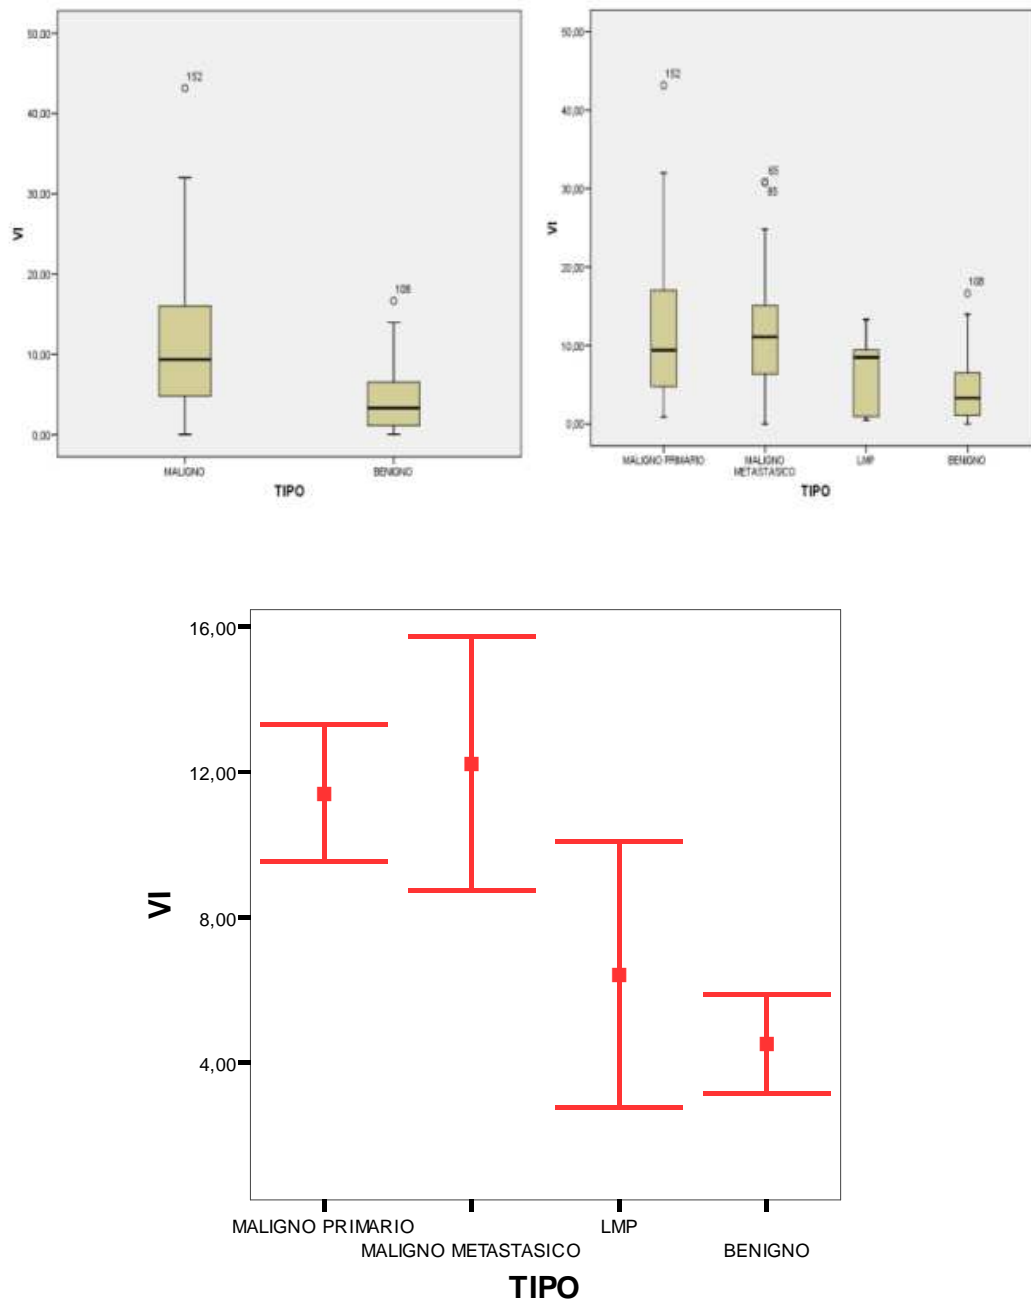 50,00
40,00
30,00
20,00
10,00
0,00
VI
152
108
MALIGNO
BENIGNO
TIPO
50,00
40,00
30,00
20,00
10,00
0,00
VI
152
65
85
108
MALIGNO PRIMARIO
MALIGNO
METASTASICO
LMP
BENIGNO
TIPO
16,00
12,00
8,00
4,00
VI
MALIGNO PRIMARIO
MALIGNO METASTASICO
LMP
BENIGNO
TIPO